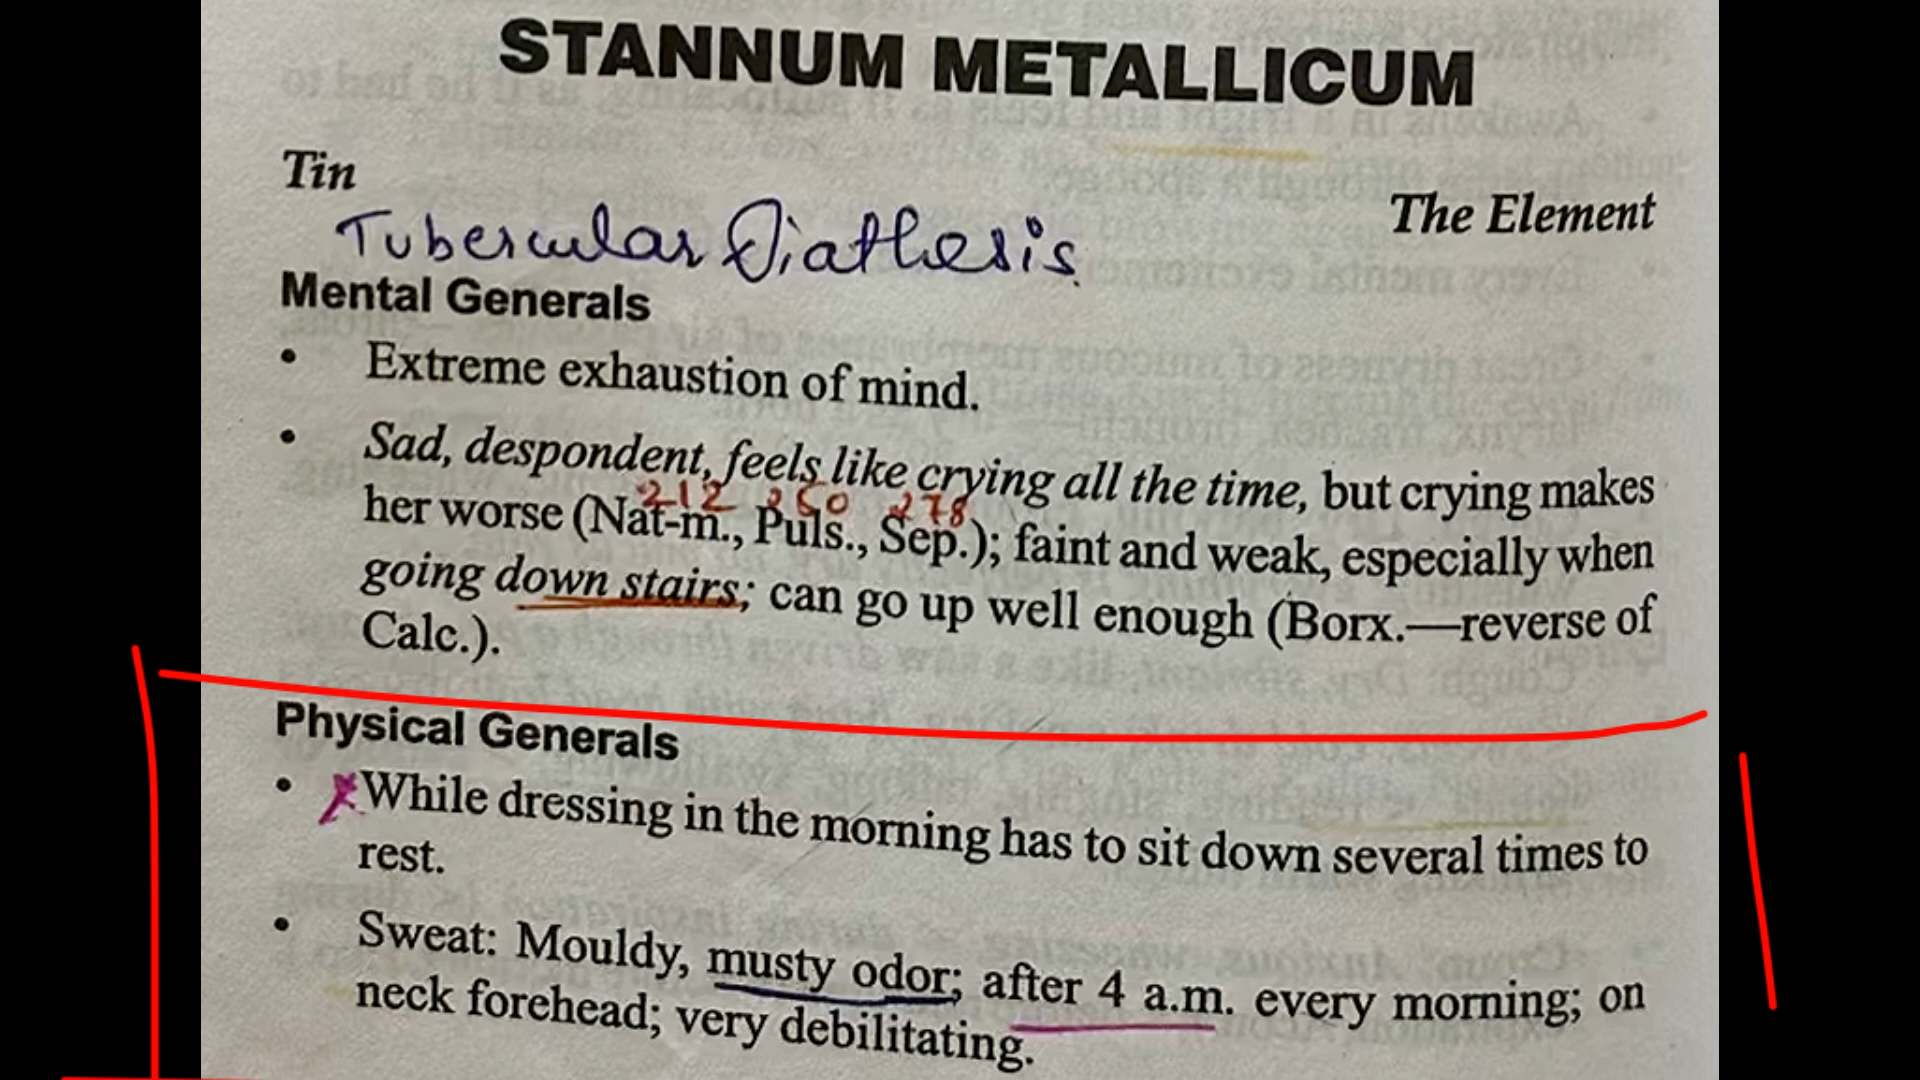 STANNUM METALLICUM
Tin
The Element
Tubercular Diathesis.
Mental Generals
• Extreme exhaustion of mind.
• Sad, despondent, feels like crying all the time, but crying makes
212 260 278
her worse (Nat-m., Puls., Sep.); faint and weak, especially when
going down stairs; can go up well enough (Borx.—reverse of
Calc.).
Physical Generals
• While dressing in the morning has to sit down several times to
rest.
• Sweat: Mouldy, musty odor; after 4 a.m. every morning; on
neck forehead; very debilitating.